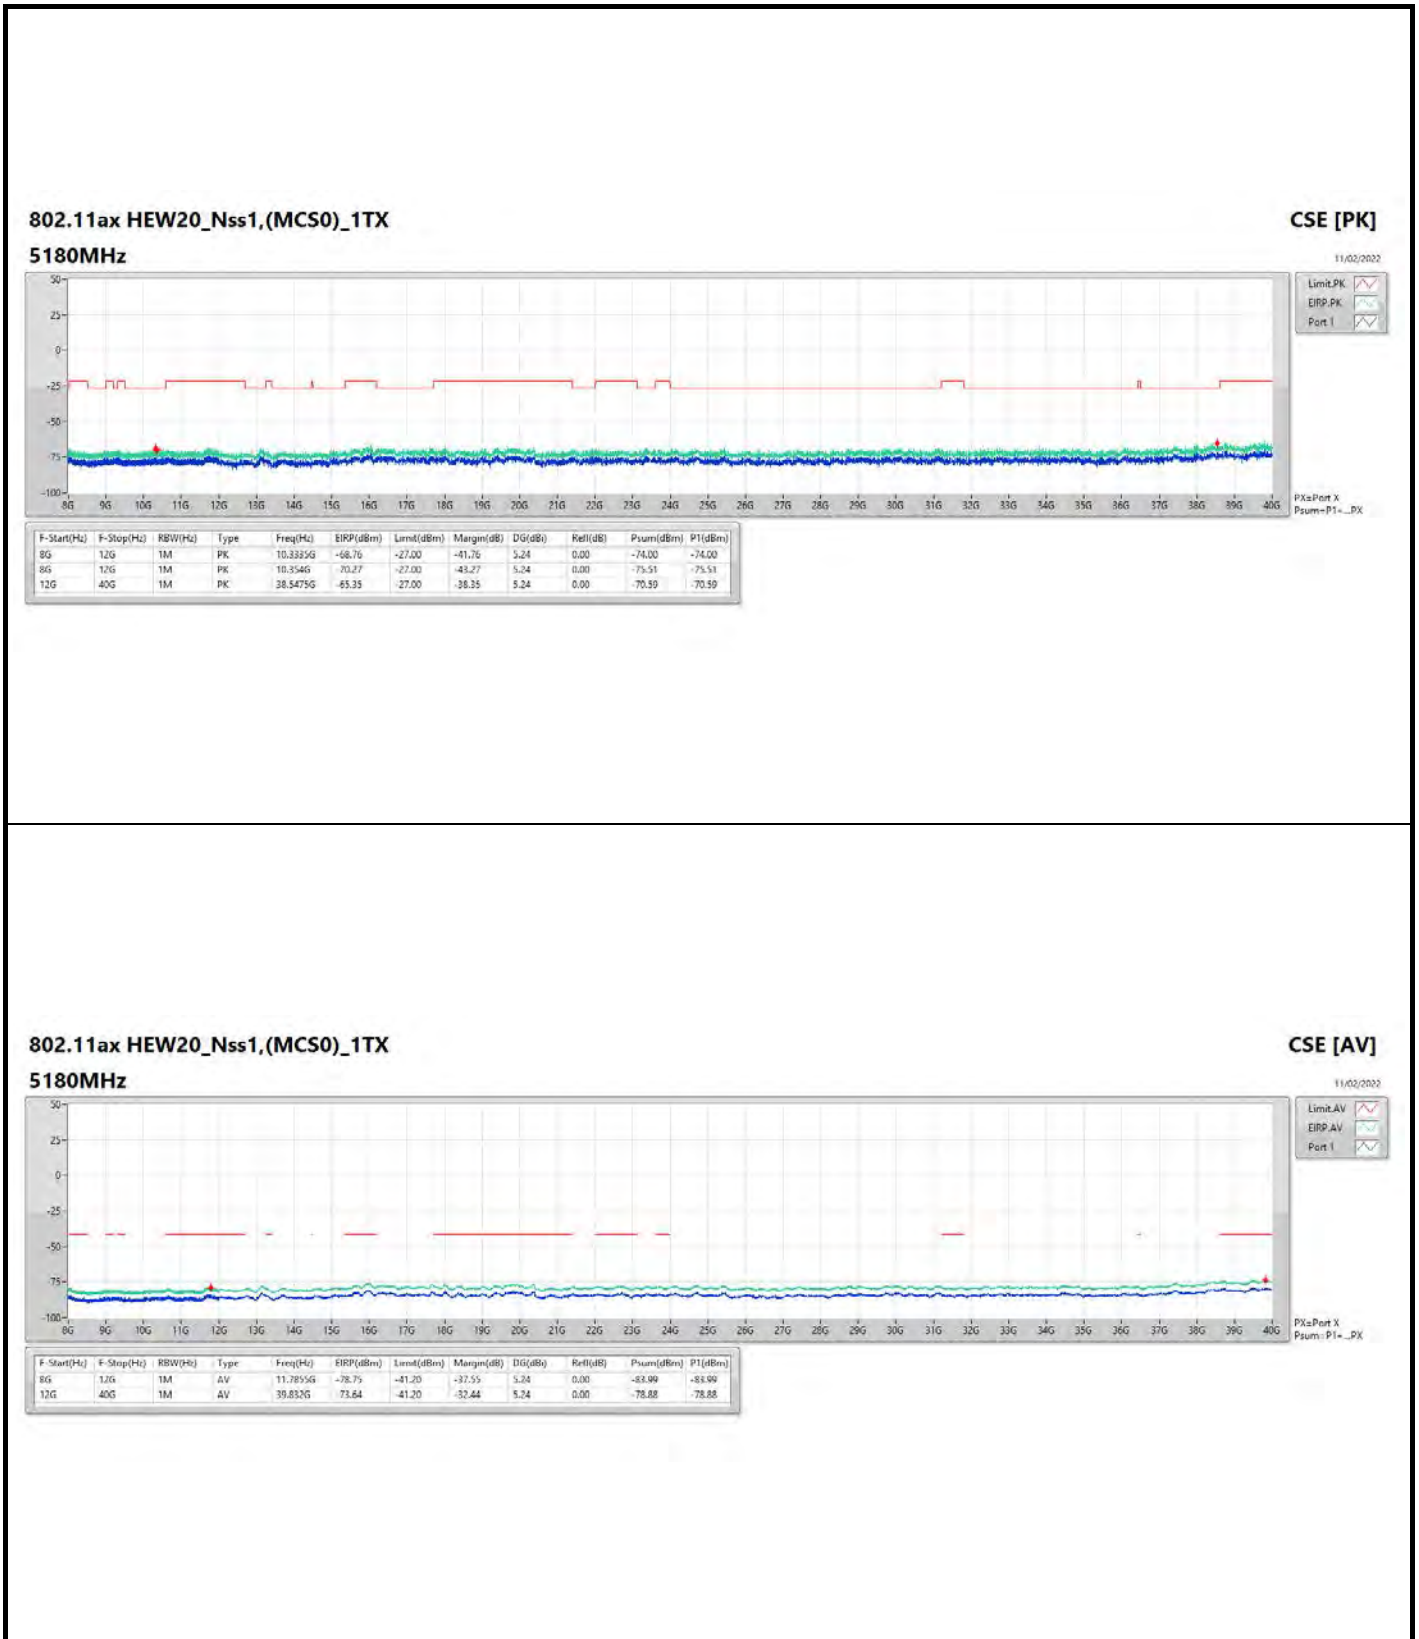 802.11ax HEW20_Nss1,(MCS0)_1TX
CSE [PK]
5180MHz
11/02/2022
50
25
0
-25
-50
-75
-100
8G 9G 10G 11G 12G 13G 14G 15G 16G 17G 18G 19G 20G 21G 22G 23G 24G 25G 26G 27G 28G 29G 30G 31G 32G 33G 34G 35G 36G 37G 38G 39G 40G
Limit.PK
EIRP.PK
Port 1
PX=Port X
Psum=P1+...PX
F-Start(Hz) F-Stop(Hz) RBW(Hz) Type Freq(Hz) EIRP(dBm) Limit(dBm) Margin(dB) DG(dBi) Refl(dB) Psum(dBm) P1(dBm)
8G 12G 1M PK 10.3335G -68.76 -27.00 -41.76 5.24 0.00 -74.00 -74.00
8G 12G 1M PK 10.354G -70.27 -27.00 -43.27 5.24 0.00 -75.51 -75.51
12G 40G 1M PK 38.5475G -65.35 -27.00 -38.35 5.24 0.00 -70.59 -70.59
802.11ax HEW20_Nss1,(MCS0)_1TX
CSE [AV]
5180MHz
11/02/2022
50
25
0
-25
-50
-75
-100
8G 9G 10G 11G 12G 13G 14G 15G 16G 17G 18G 19G 20G 21G 22G 23G 24G 25G 26G 27G 28G 29G 30G 31G 32G 33G 34G 35G 36G 37G 38G 39G 40G
Limit.AV
EIRP.AV
Port 1
PX=Port X
Psum=P1+...PX
F-Start(Hz) F-Stop(Hz) RBW(Hz) Type Freq(Hz) EIRP(dBm) Limit(dBm) Margin(dB) DG(dBi) Refl(dB) Psum(dBm) P1(dBm)
8G 12G 1M AV 11.7855G -78.75 -41.20 -37.55 5.24 0.00 -83.99 -83.99
12G 40G 1M AV 39.832G -73.64 -41.20 -32.44 5.24 0.00 -78.88 -78.88